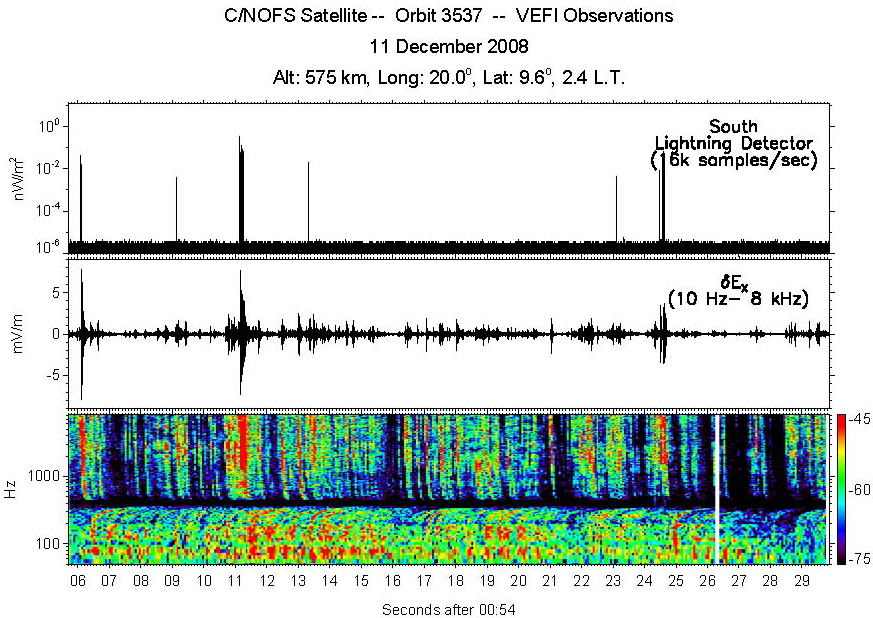 C/NOFS Satellite -- Orbit 3537 -- VEFI Observations
11 December 2008
Alt: 575 km, Long: 20.0°, Lat: 9.6°, 2.4 L.T.
South
Lightning Detector
(16k samples/sec)
nW/m²
10⁰
10⁻²
10⁻⁴
10⁻⁶
δEₓ
(10 Hz– 8 kHz)
mV/m
5
0
-5
Hz
1000
100
-45
-60
-75
06 07 08 09 10 11 12 13 14 15 16 17 18 19 20 21 22 23 24 25 26 27 28 29
Seconds after 00:54